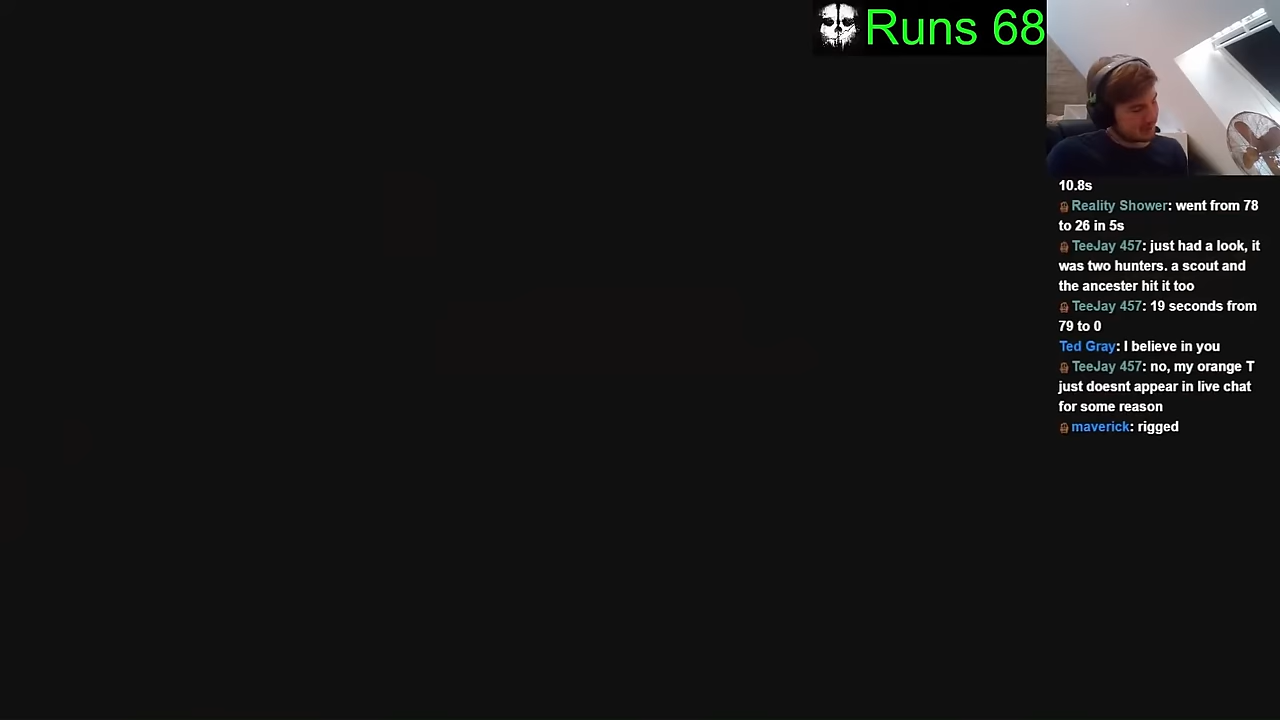 Runs 68
10.8s
Reality Shower: went from 78
to 26 in 5s
TeeJay 457: just had a look, it
was two hunters. a scout and
the ancester hit it too
TeeJay 457: 19 seconds from
79 to 0
Ted Gray: I believe in you
TeeJay 457: no, my orange T
just doesnt appear in live chat
for some reason
maverick: rigged